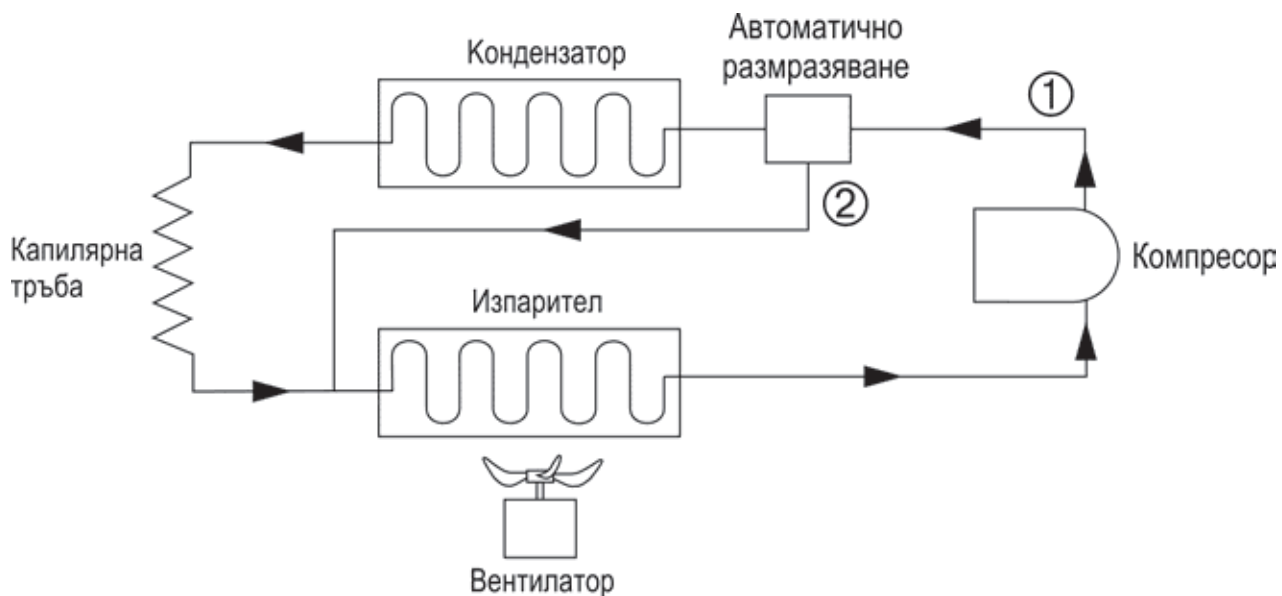 Кондензатор
Автоматично
размразяване
①
②
Капилярна
тръба
Компресор
Изпарител
Вентилатор